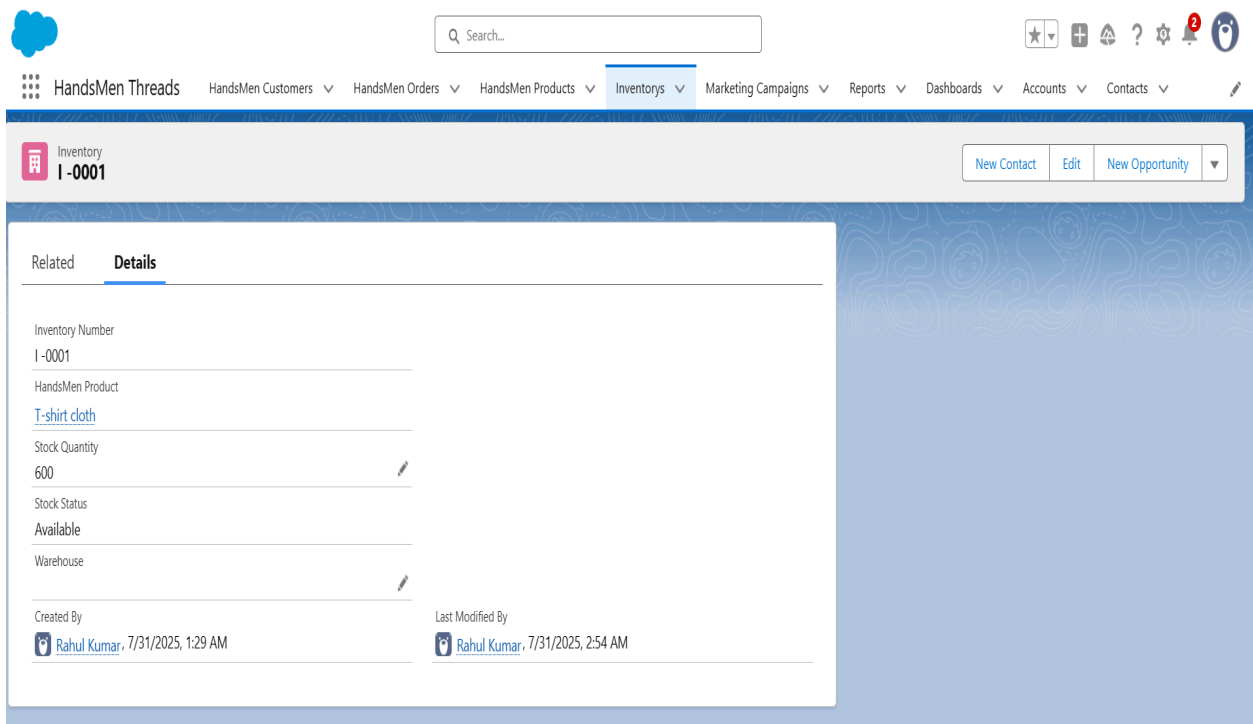 Search...
2
HandsMen Threads HandsMen Customers HandsMen Orders HandsMen Products Inventorys Marketing Campaigns Reports Dashboards Accounts Contacts
Inventory
I -0001
New Contact Edit New Opportunity
Related Details
Inventory Number
I -0001
HandsMen Product
T-shirt cloth
Stock Quantity
600
Stock Status
Available
Warehouse
Created By
Rahul Kumar, 7/31/2025, 1:29 AM
Last Modified By
Rahul Kumar, 7/31/2025, 2:54 AM